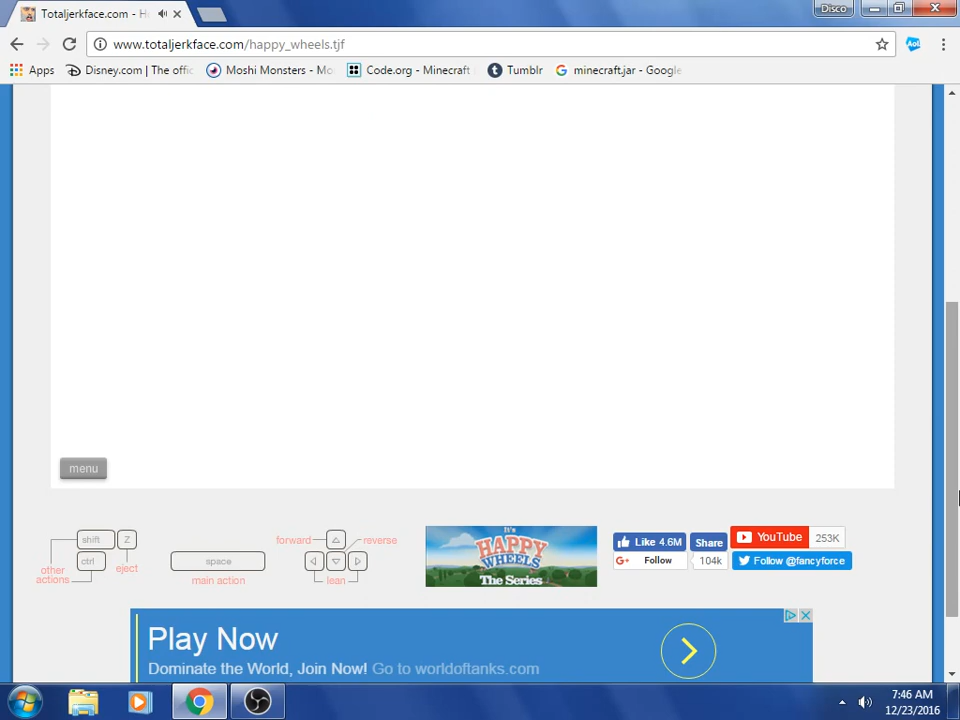 Totaljerkface.com - H
Disco
www.totaljerkface.com/happy_wheels.tjf
Aol.
Apps Disney.com | The offic Moshi Monsters - Mo Code.org - Minecraft Tumblr minecraft.jar - Google
menu
shift Z
ctrl
other
actions
eject
space
main action
forward reverse
lean
IT'S
HAPPY
WHEELS
The Series
Like 4.6M Share YouTube 253K
G+ Follow 104k Follow @fancyforce
Play Now
Dominate the World, Join Now! Go to worldoftanks.com
7:46 AM
12/23/2016